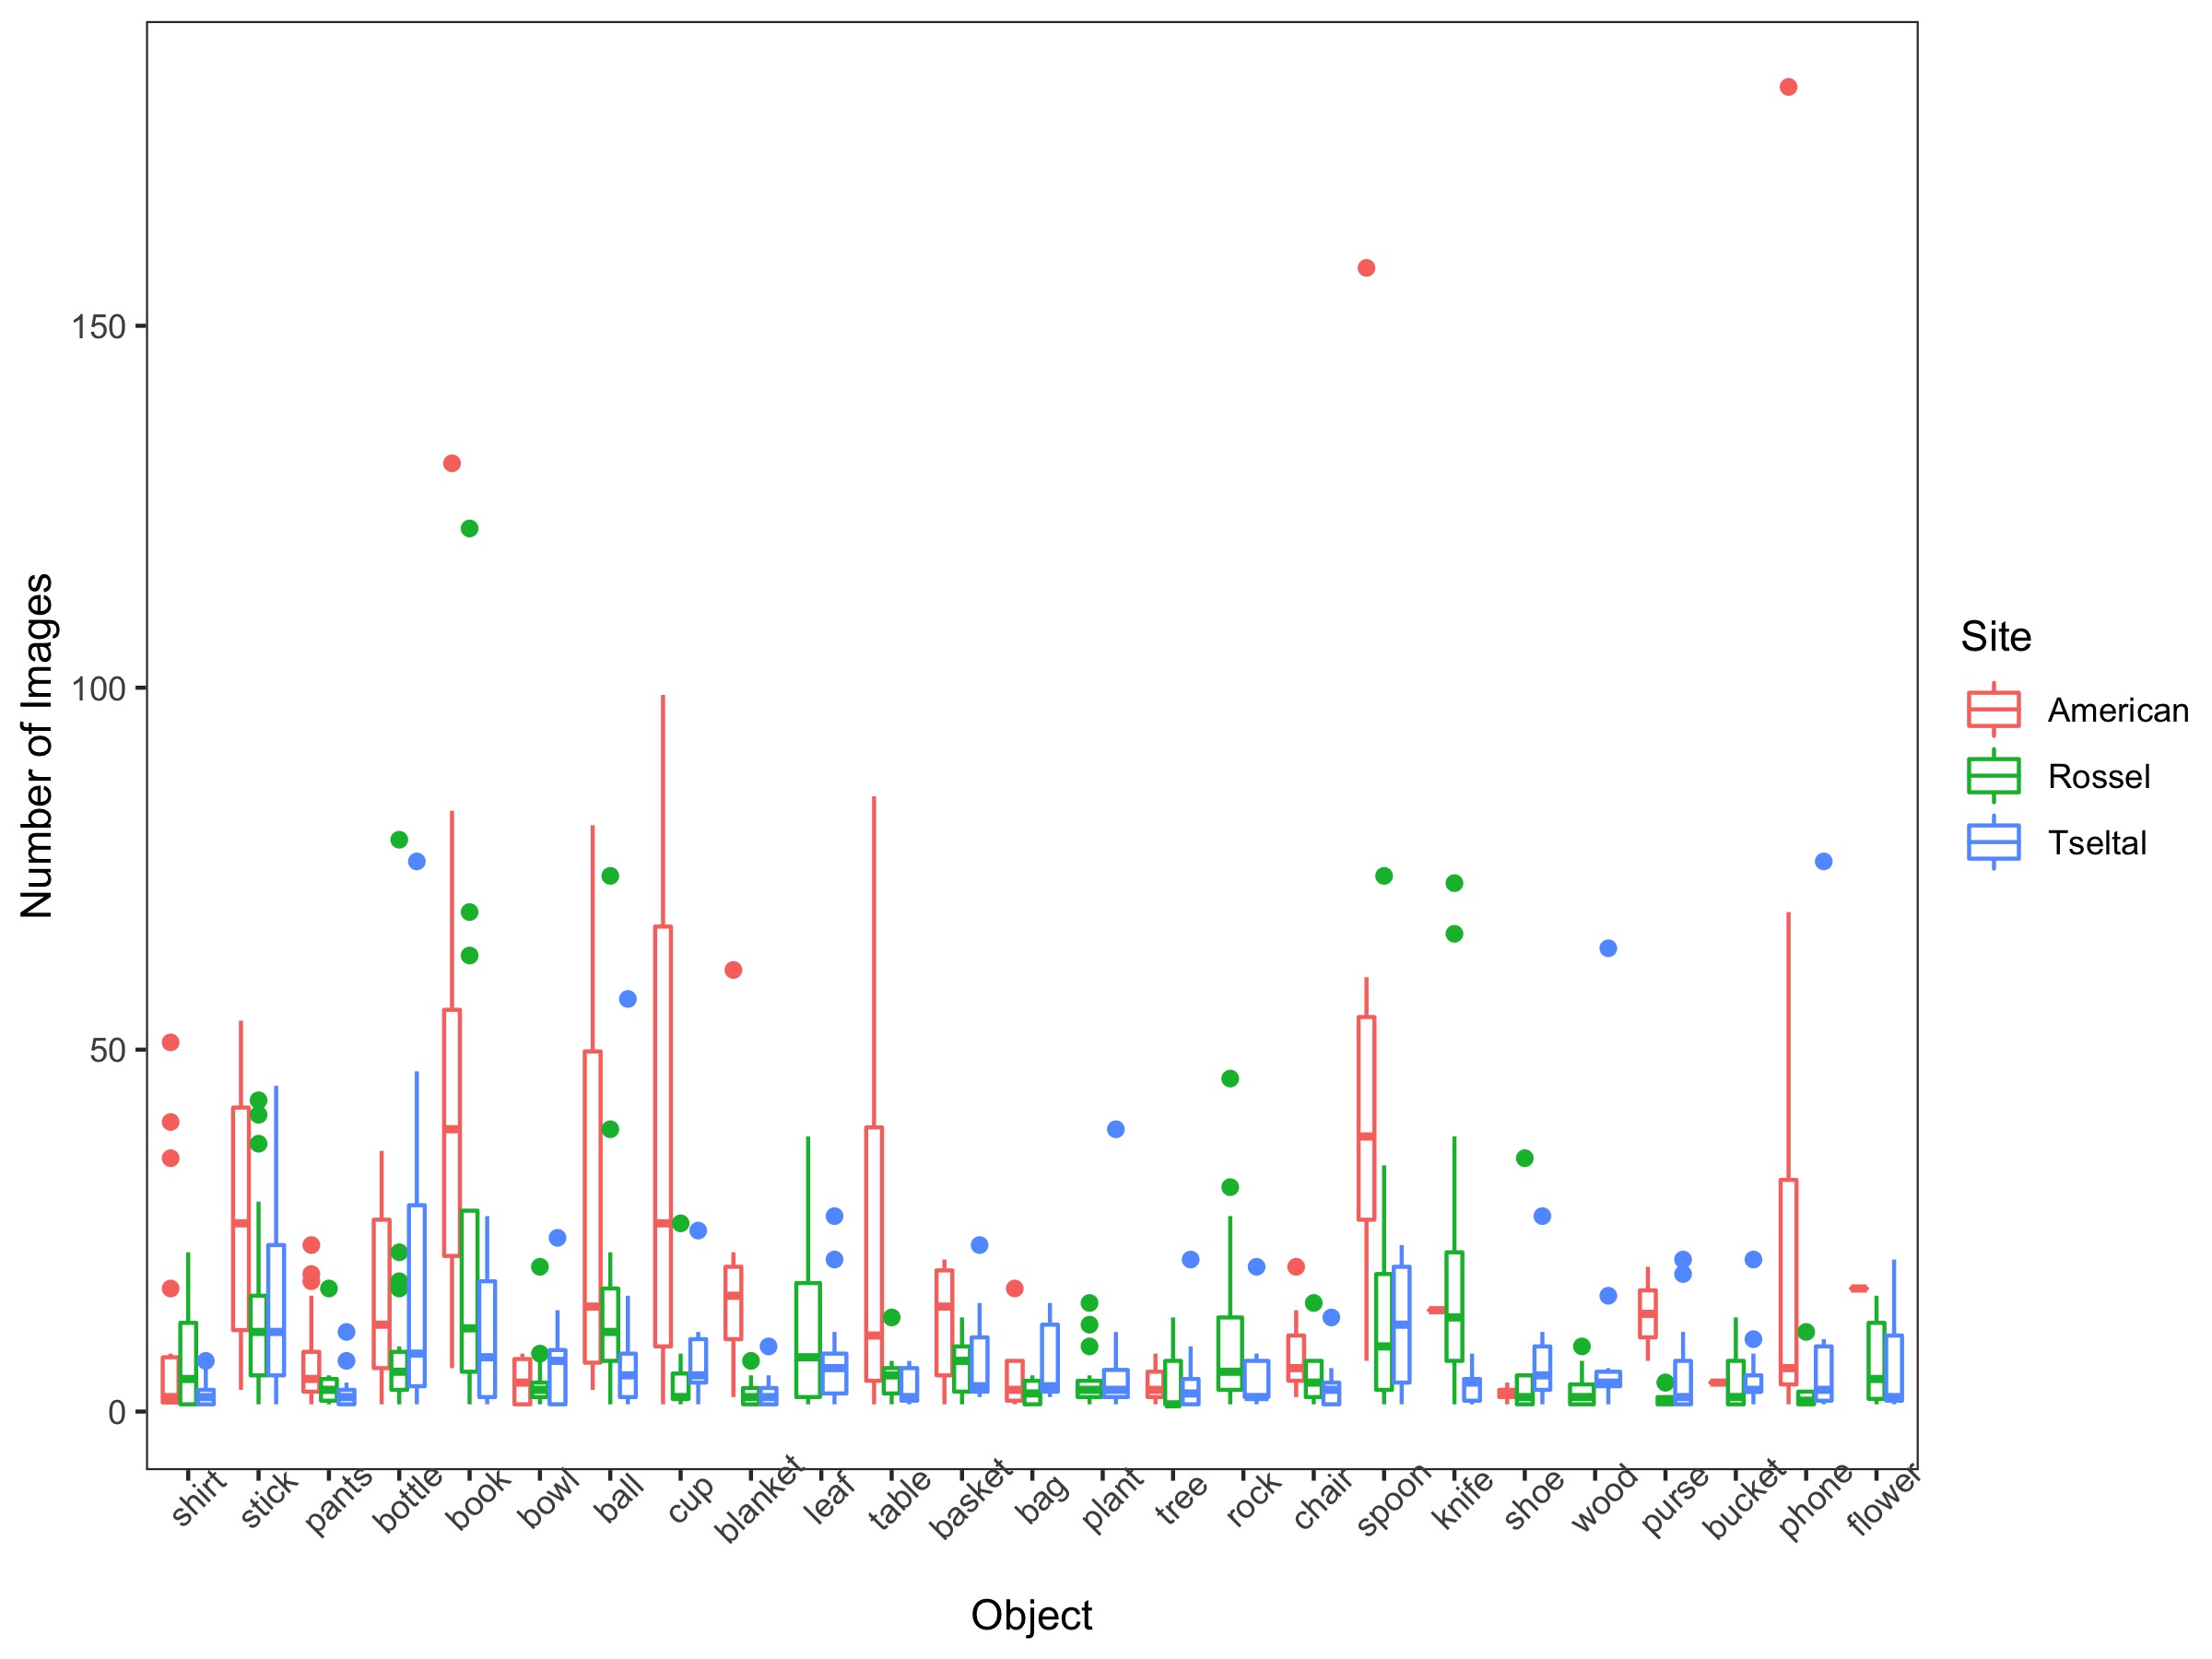 Number of Images
150
100
50
0
shirt
stick
pants
bottle
book
bowl
ball
cup
blanket
leaf
table
basket
bag
plant
tree
rock
chair
spoon
knife
shoe
wood
purse
bucket
phone
flower
Object
Site
American
Rossel
Tseltal